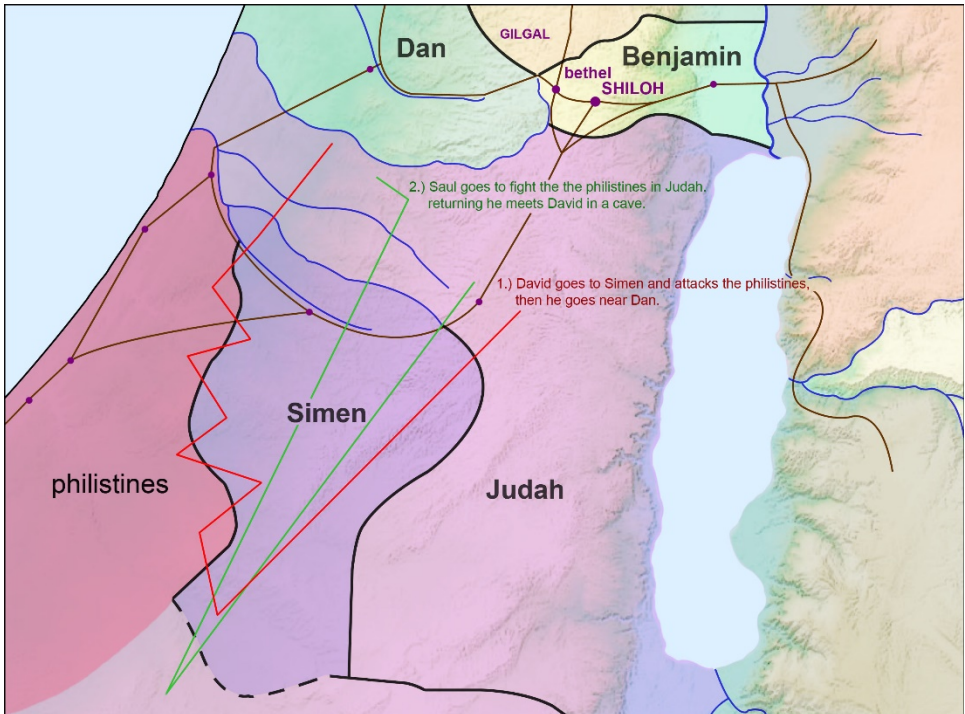 GILGAL
Dan
Benjamin
bethel
SHILOH
2.) Saul goes to fight the the philistines in Judah,
returning he meets David in a cave.
1.) David goes to Simen and attacks the philistines,
then he goes near Dan.
Simen
philistines
Judah